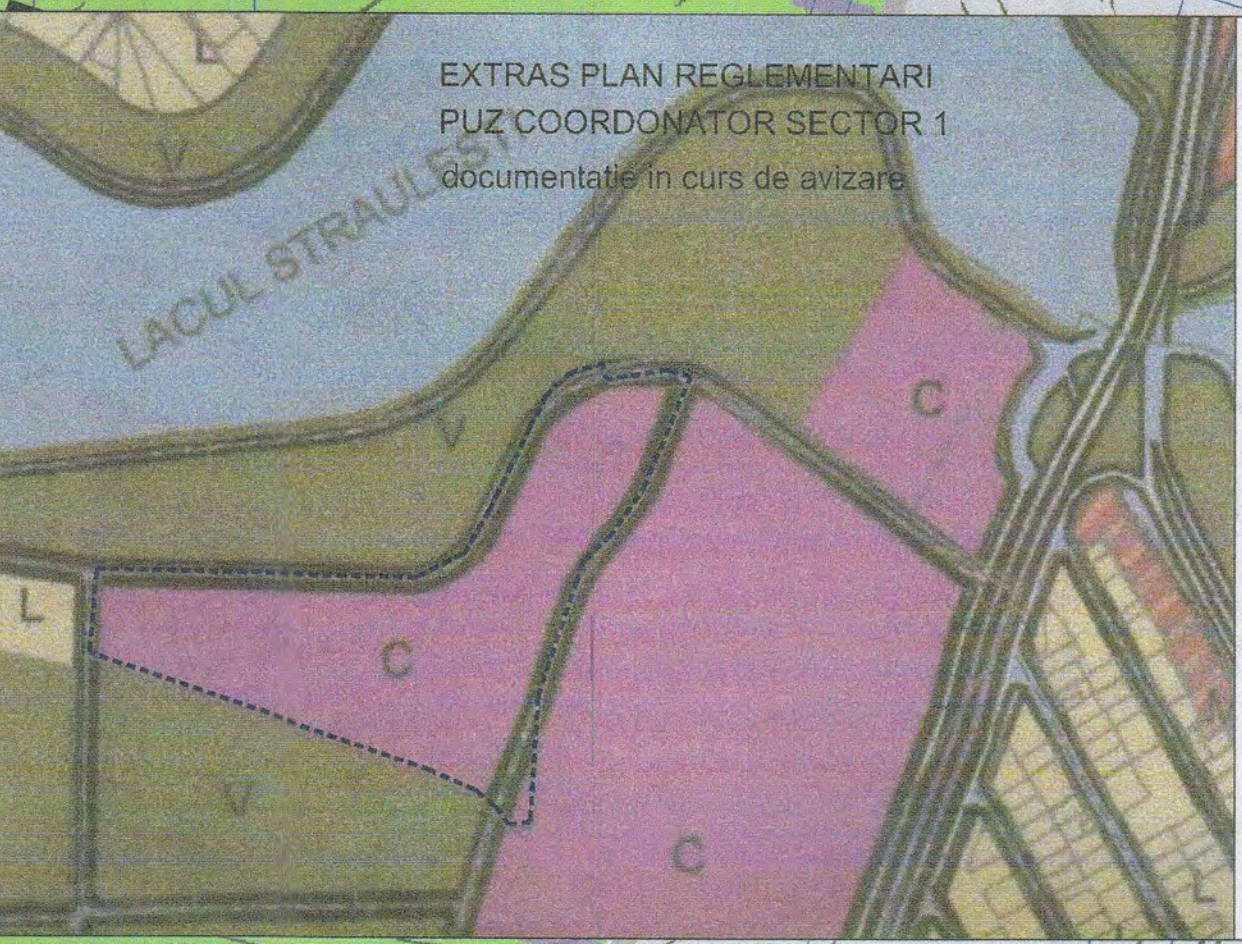 EXTRAS PLAN REGLEMENTARI
PUZ COORDONATOR SECTOR 1
documentatie in curs de avizare
LACUL STRAULESTI
L
V
V
C
L
C
V
C
L